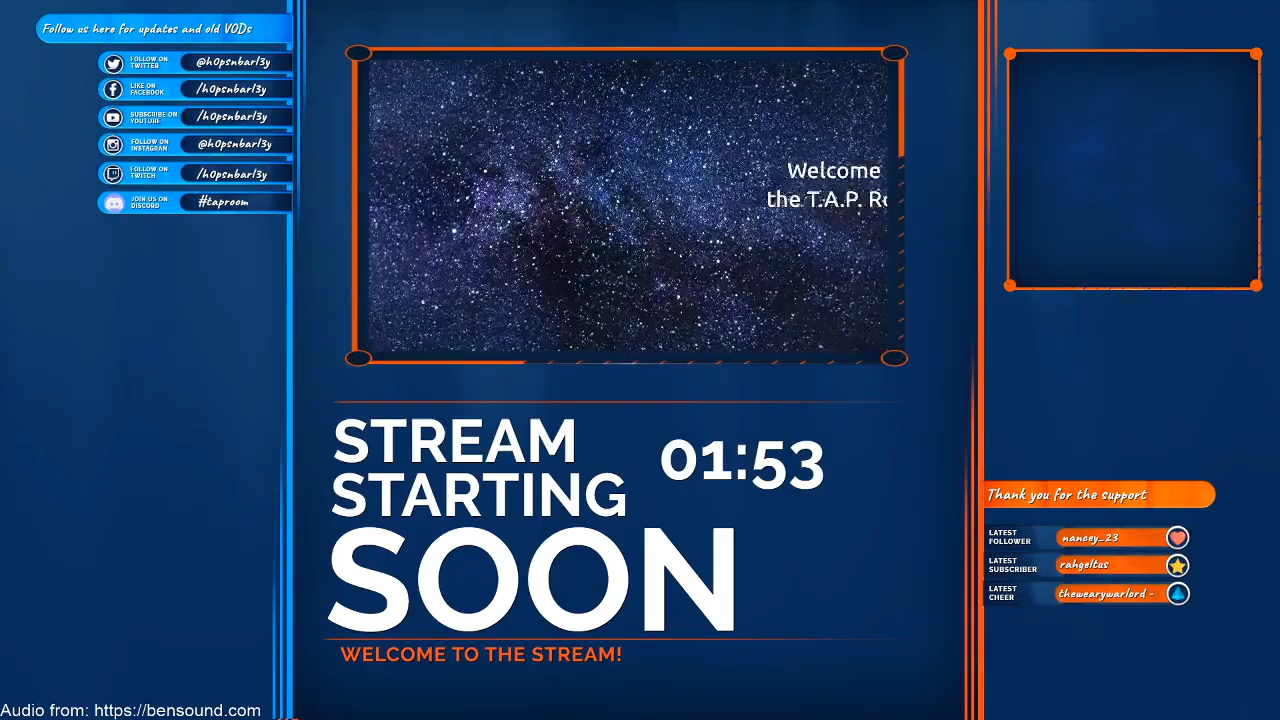 Follow us here for updates and old VODs
FOLLOW ON
TWITTER
@h0psnbarl3y
LIKE ON
FACEBOOK
/h0psnbarl3y
SUBSCRIBE ON
YOUTUBE
/h0psnbarl3y
FOLLOW ON
INSTAGRAM
@h0psnbarl3y
FOLLOW ON
TWITCH
/h0psnbarl3y
JOIN US ON
DISCORD
#taproom
Welcome
the T.A.P.
STREAM
STARTING
SOON
01:53
WELCOME TO THE STREAM!
Thank you for the support
LATEST
FOLLOWER
nancey_23
LATEST
SUBSCRIBER
rahgeltus
LATEST
CHEER
thewearywarlord -
Audio from: https://bensound.com